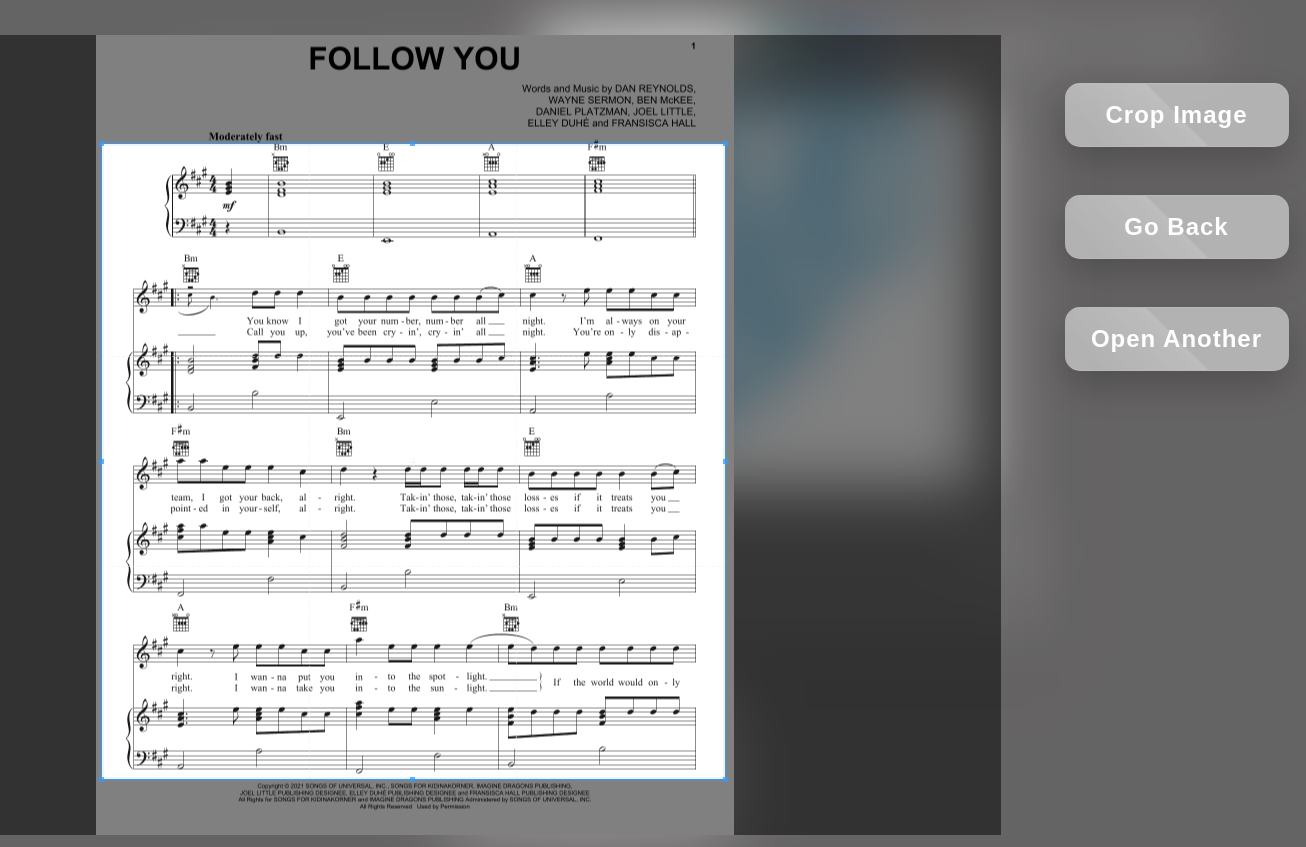 1
FOLLOW YOU
Words and Music by DAN REYNOLDS,
WAYNE SERMON, BEN McKEE,
DANIEL PLATZMAN, JOEL LITTLE,
ELLEY DUHÉ and FRANSISCA HALL
Moderately fast
Bm E A F#m
mf
Bm E A
You know I got your num - ber, num - ber all night. I'm al - ways on your
Call you up, you've been cry - in', cry - in' all night. You're on - ly dis - ap -
F#m Bm E
team, I got your back, al - right. Tak - in' those, tak - in' those loss - es if it treats you
point - ed in your - self, al - right. Tak - in' those, tak - in' those loss - es if it treats you
A F#m Bm
right. I wan - na put you in - to the spot - light.
right. I wan - na take you in - to the sun - light.
If the world would on - ly
Copyright © 2021 SONGS OF UNIVERSAL, INC., SONGS FOR KIDINAKORNER, IMAGINE DRAGONS PUBLISHING,
JOEL LITTLE PUBLISHING DESIGNEE, ELLEY DUHÉ PUBLISHING DESIGNEE and FRANSISCA HALL PUBLISHING DESIGNEE
All Rights for SONGS FOR KIDINAKORNER and IMAGINE DRAGONS PUBLISHING Administered by SONGS OF UNIVERSAL, INC.
All Rights Reserved Used by Permission
Crop Image
Go Back
Open Another